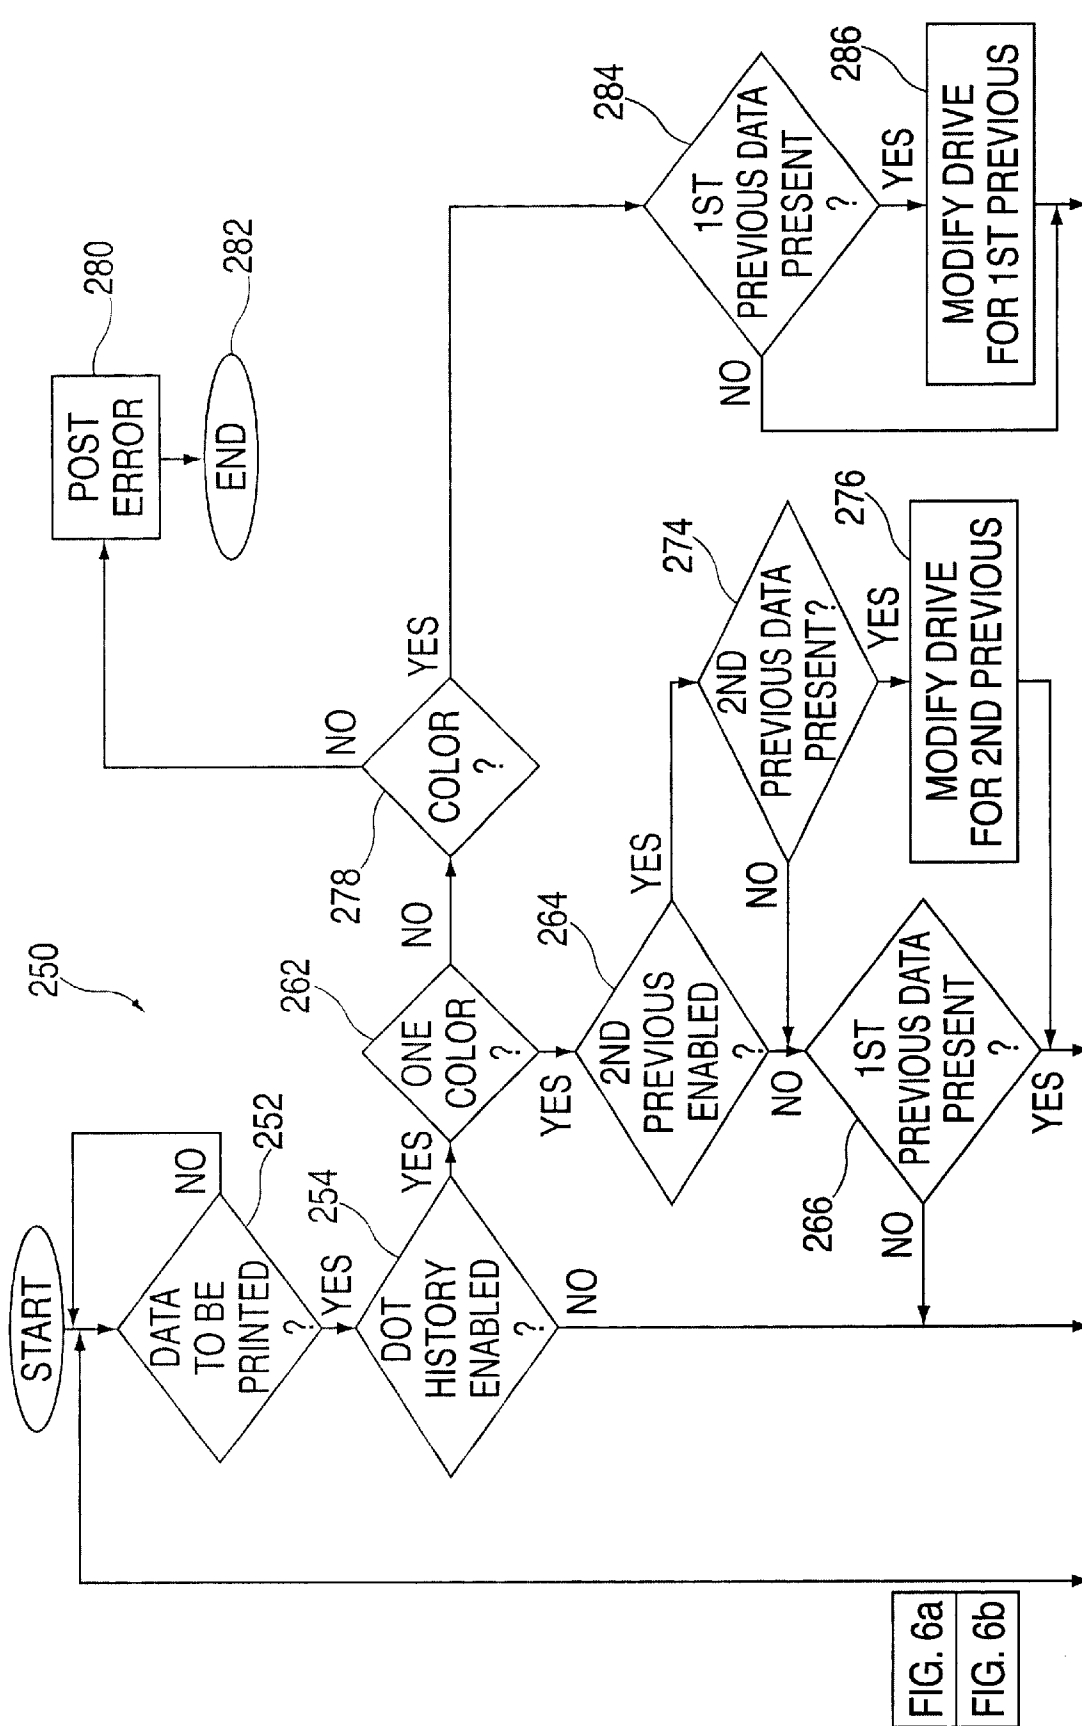 START
250
DATA
TO BE
PRINTED
?
252
NO
YES
DOT
HISTORY
ENABLED
?
254
YES
NO
ONE
COLOR
?
262
NO
YES
COLOR
?
278
NO
YES
POST
ERROR
280
END
282
2ND
PREVIOUS
ENABLED
?
264
YES
NO
2ND
PREVIOUS DATA
PRESENT?
274
NO
YES
MODIFY DRIVE
FOR 2ND PREVIOUS
276
1ST
PREVIOUS DATA
PRESENT
?
266
NO
YES
1ST
PREVIOUS DATA
PRESENT
?
284
NO
YES
MODIFY DRIVE
FOR 1ST PREVIOUS
286
FIG. 6a
FIG. 6b